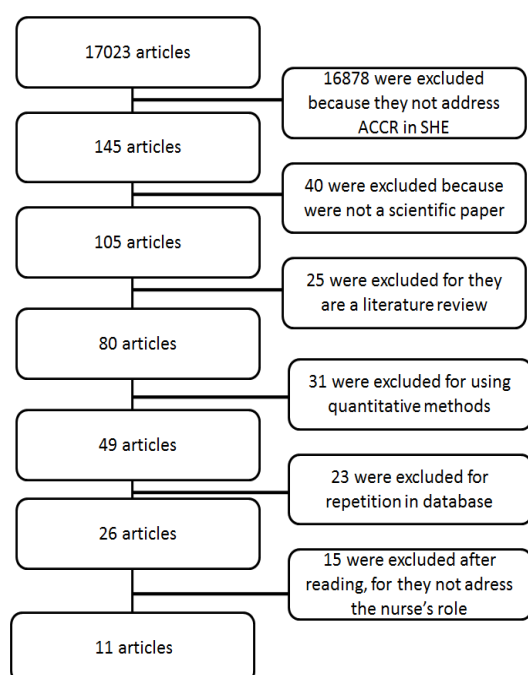 17023 articles
16878 were excluded
because they not address
ACCR in SHE
145 articles
40 were excluded because
were not a scientific paper
105 articles
25 were excluded for they
are a literature review
80 articles
31 were excluded for using
quantitative methods
49 articles
23 were excluded for
repetition in database
26 articles
15 were excluded after
reading, for they not adress
the nurse's role
11 articles